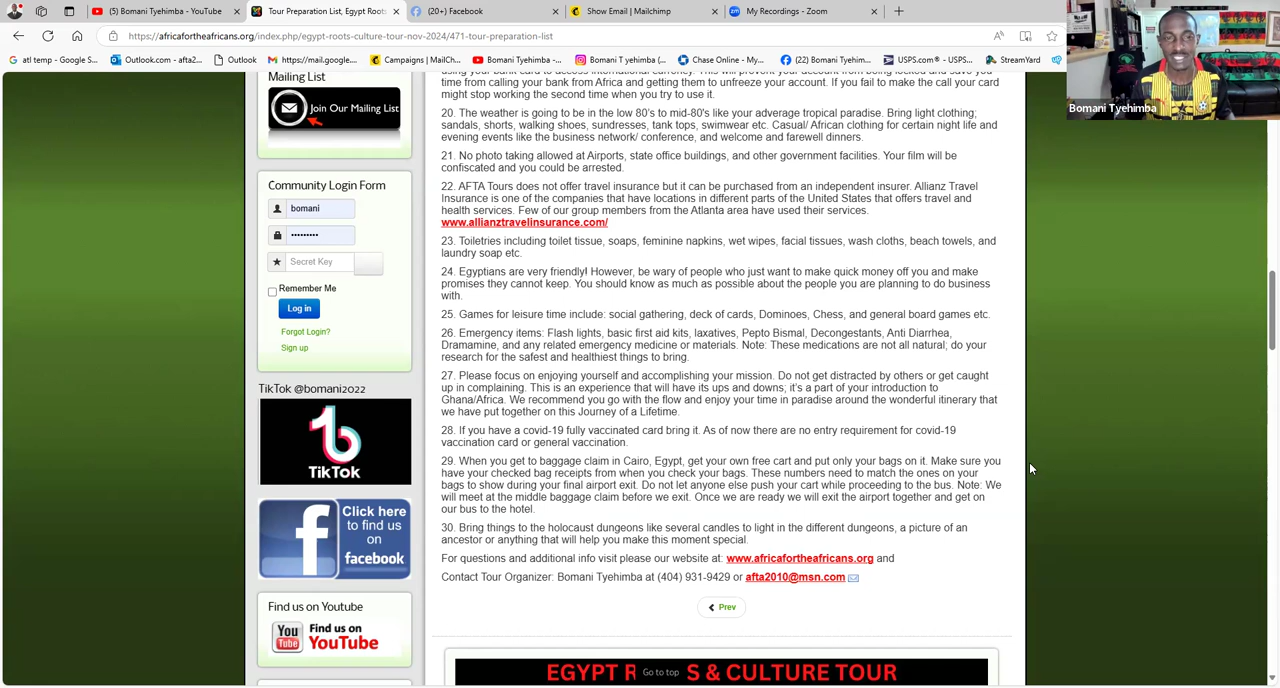 (5) Bomani Tyehimba - YouTube
Tour Preparation List, Egypt Roots
(20+) Facebook
Show Email | Mailchimp
My Recordings - Zoom
https://africafortheafricans.org/index.php/egypt-roots-culture-tour-nov-2024/471-tour-preparation-list
atl temp - Google S...
Outlook.com - afta2...
Outlook
https://mail.google....
Campaigns | MailCh...
Bomani Tyehimba -...
Instagram
Bomani T yehimba (...
Chase Online - My...
(22) Bomani Tyehim...
USPS.com® - USPS...
StreamYard
Bomani Tyehimba
Mailing List
Join Our Mailing List
Community Login Form
bomani
•••••••••
Secret Key
Remember Me
Log in
Forgot Login?
Sign up
TikTok @bomani2022
TikTok
Click here
to find us
on
facebook
Find us on Youtube
You
Tube
Find us on
YouTube
using your bank card to access international currency. This will prevent your account from being locked and save you
time from calling your bank from Africa and getting them to unfreeze your account. If you fail to make the call your card
might stop working the second time when you try to use it.
20. The weather is going to be in the low 80's to mid-80's like your adverage tropical paradise. Bring light clothing;
sandals, shorts, walking shoes, sundresses, tank tops, swimwear etc. Casual/ African clothing for certain night life and
evening events like the business network/ conference, and welcome and farewell dinners.
21. No photo taking allowed at Airports, state office buildings, and other government facilities. Your film will be
confiscated and you could be arrested.
22. AFTA Tours does not offer travel insurance but it can be purchased from an independent insurer. Allianz Travel
Insurance is one of the companies that have locations in different parts of the United States that offers travel and
health services. Few of our group members from the Atlanta area have used their services.
www.allianztravelinsurance.com/
23. Toiletries including toilet tissue, soaps, feminine napkins, wet wipes, facial tissues, wash cloths, beach towels, and
laundry soap etc.
24. Egyptians are very friendly! However, be wary of people who just want to make quick money off you and make
promises they cannot keep. You should know as much as possible about the people you are planning to do business
with.
25. Games for leisure time include: social gathering, deck of cards, Dominoes, Chess, and general board games etc.
26. Emergency items: Flash lights, basic first aid kits, laxatives, Pepto Bismal, Decongestants, Anti Diarrhea,
Dramamine, and any related emergency medicine or materials. Note: These medications are not all natural; do your
research for the safest and healthiest things to bring.
27. Please focus on enjoying yourself and accomplishing your mission. Do not get distracted by others or get caught
up in complaining. This is an experience that will have its ups and downs; it's a part of your introduction to
Ghana/Africa. We recommend you go with the flow and enjoy your time in paradise around the wonderful itinerary that
we have put together on this Journey of a Lifetime.
28. If you have a covid-19 fully vaccinated card bring it. As of now there are no entry requirement for covid-19
vaccination card or general vaccination.
29. When you get to baggage claim in Cairo, Egypt, get your own free cart and put only your bags on it. Make sure you
have your checked bag receipts from when you check your bags. These numbers need to match the ones on your
bags to show during your final airport exit. Do not let anyone else push your cart while proceeding to the bus. Note: We
will meet at the middle baggage claim before we exit. Once we are ready we will exit the airport together and get on
our bus to the hotel.
30. Bring things to the holocaust dungeons like several candles to light in the different dungeons, a picture of an
ancestor or anything that will help you make this moment special.
For questions and additional info visit please our website at: www.africafortheafricans.org and
Contact Tour Organizer: Bomani Tyehimba at (404) 931-9429 or afta2010@msn.com
Prev
EGYPT R S & CULTURE TOUR
Go to top